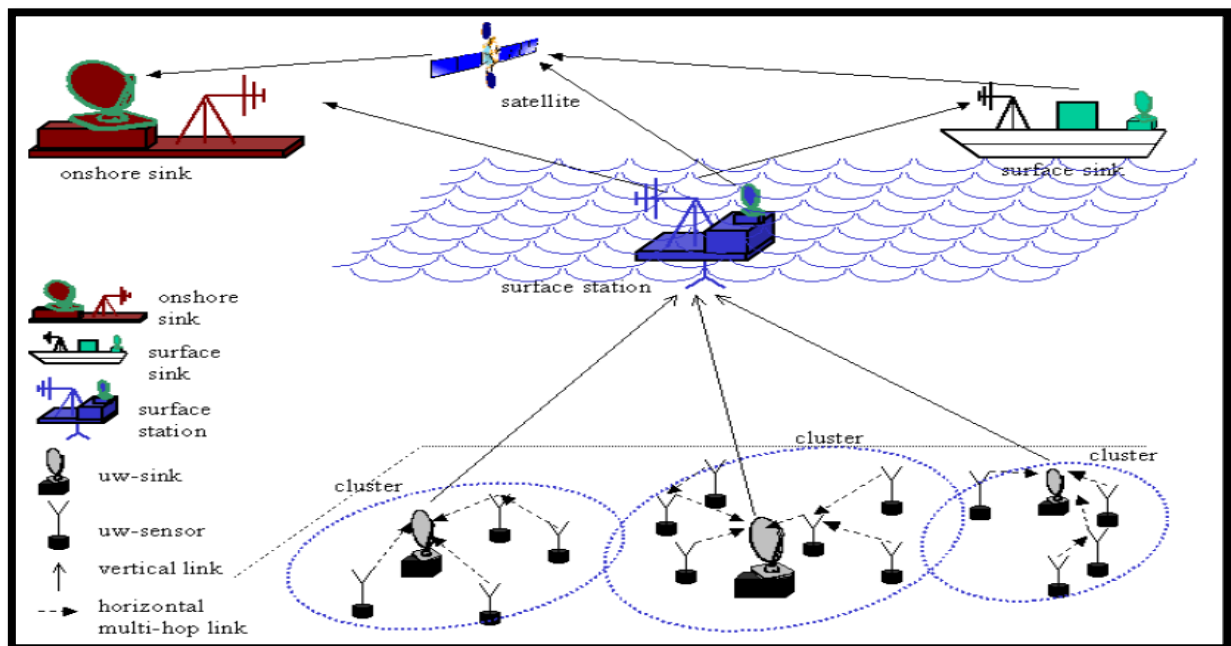 satellite
onshore sink
surface sink
surface station
onshore
sink
surface
sink
surface
station
uw-sink
uw-sensor
vertical link
horizontal
multi-hop link
cluster
cluster
cluster